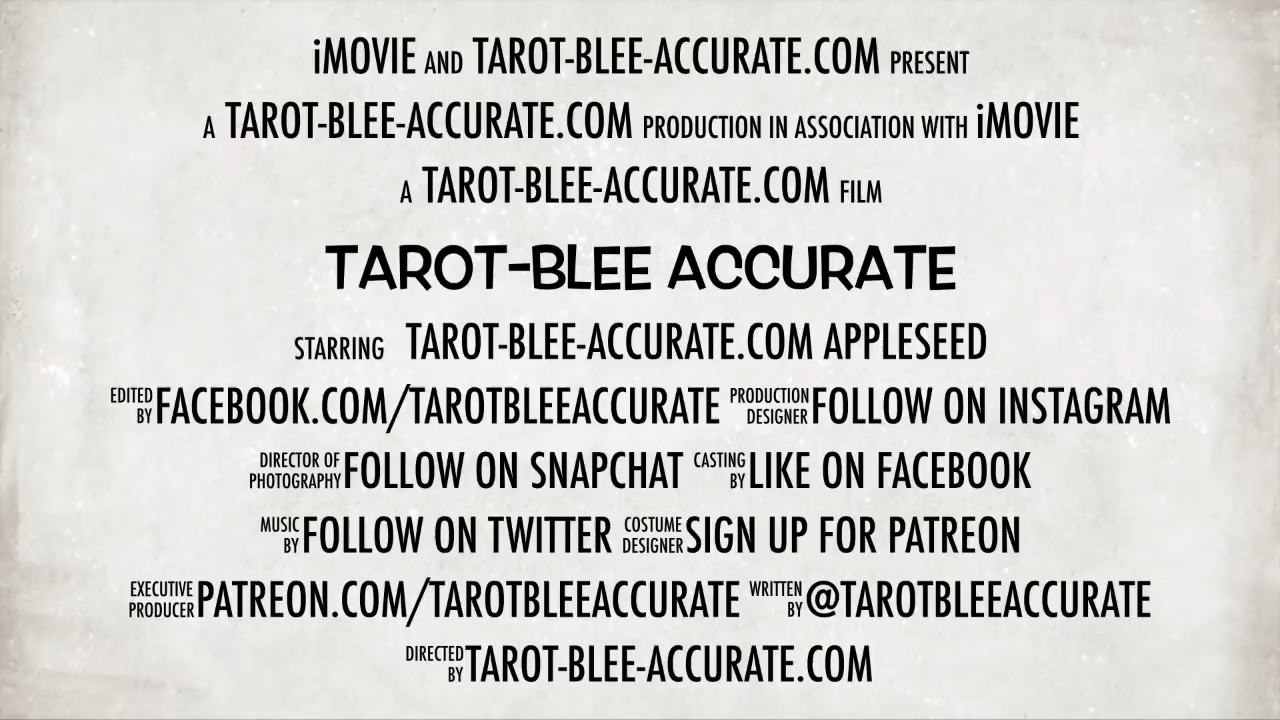 iMOVIE AND TAROT-BLEE-ACCURATE.COM PRESENT
A TAROT-BLEE-ACCURATE.COM PRODUCTION IN ASSOCIATION WITH iMOVIE
A TAROT-BLEE-ACCURATE.COM FILM
TAROT-BLEE ACCURATE
STARRING TAROT-BLEE-ACCURATE.COM APPLESEED
EDITED BY FACEBOOK.COM/TAROTBLEEACCURATE PRODUCTION DESIGNER FOLLOW ON INSTAGRAM
DIRECTOR OF PHOTOGRAPHY FOLLOW ON SNAPCHAT CASTING BY LIKE ON FACEBOOK
MUSIC BY FOLLOW ON TWITTER COSTUME DESIGNER SIGN UP FOR PATREON
EXECUTIVE PRODUCER PATREON.COM/TAROTBLEEACCURATE WRITTEN BY @TAROTBLEEACCURATE
DIRECTED BY TAROT-BLEE-ACCURATE.COM